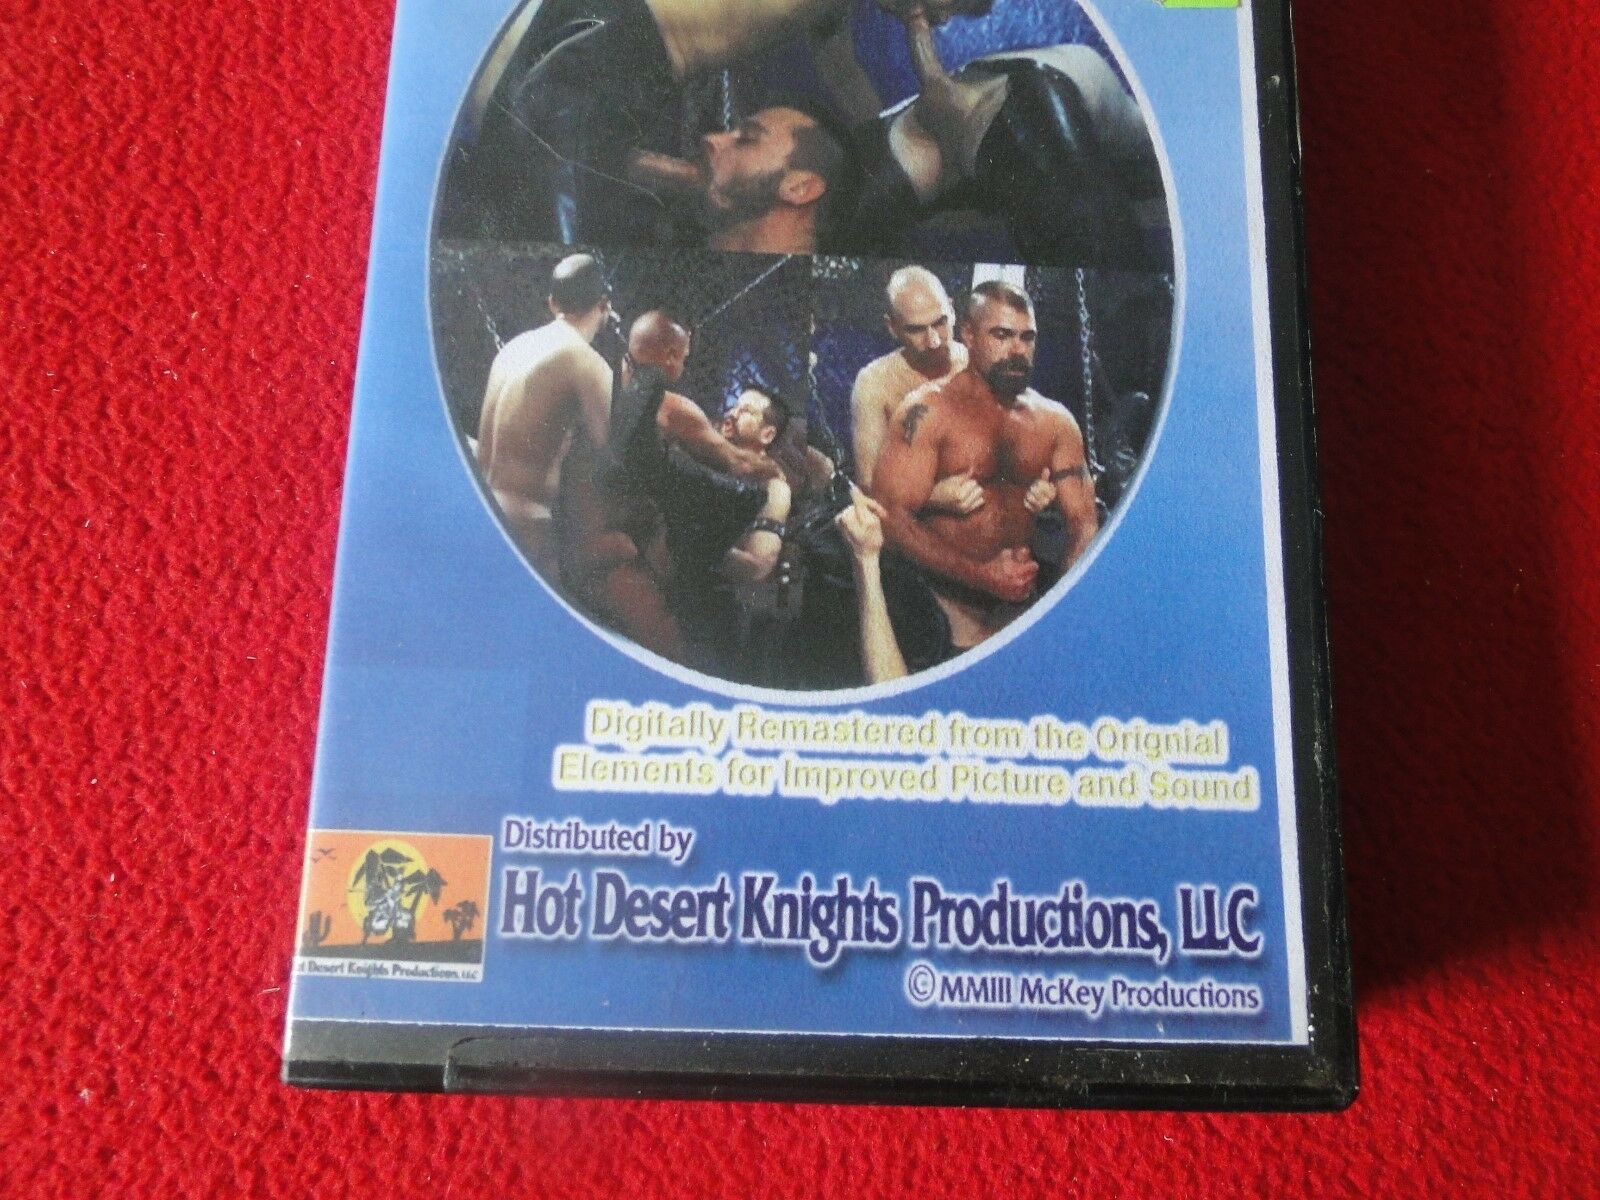 Digitally Remastered from the Orignial
Elements for Improved Picture and Sound
Distributed by
Hot Desert Knights Productions, LLC
t Desert Knights Productions, LLC
©MMIII McKey Productions